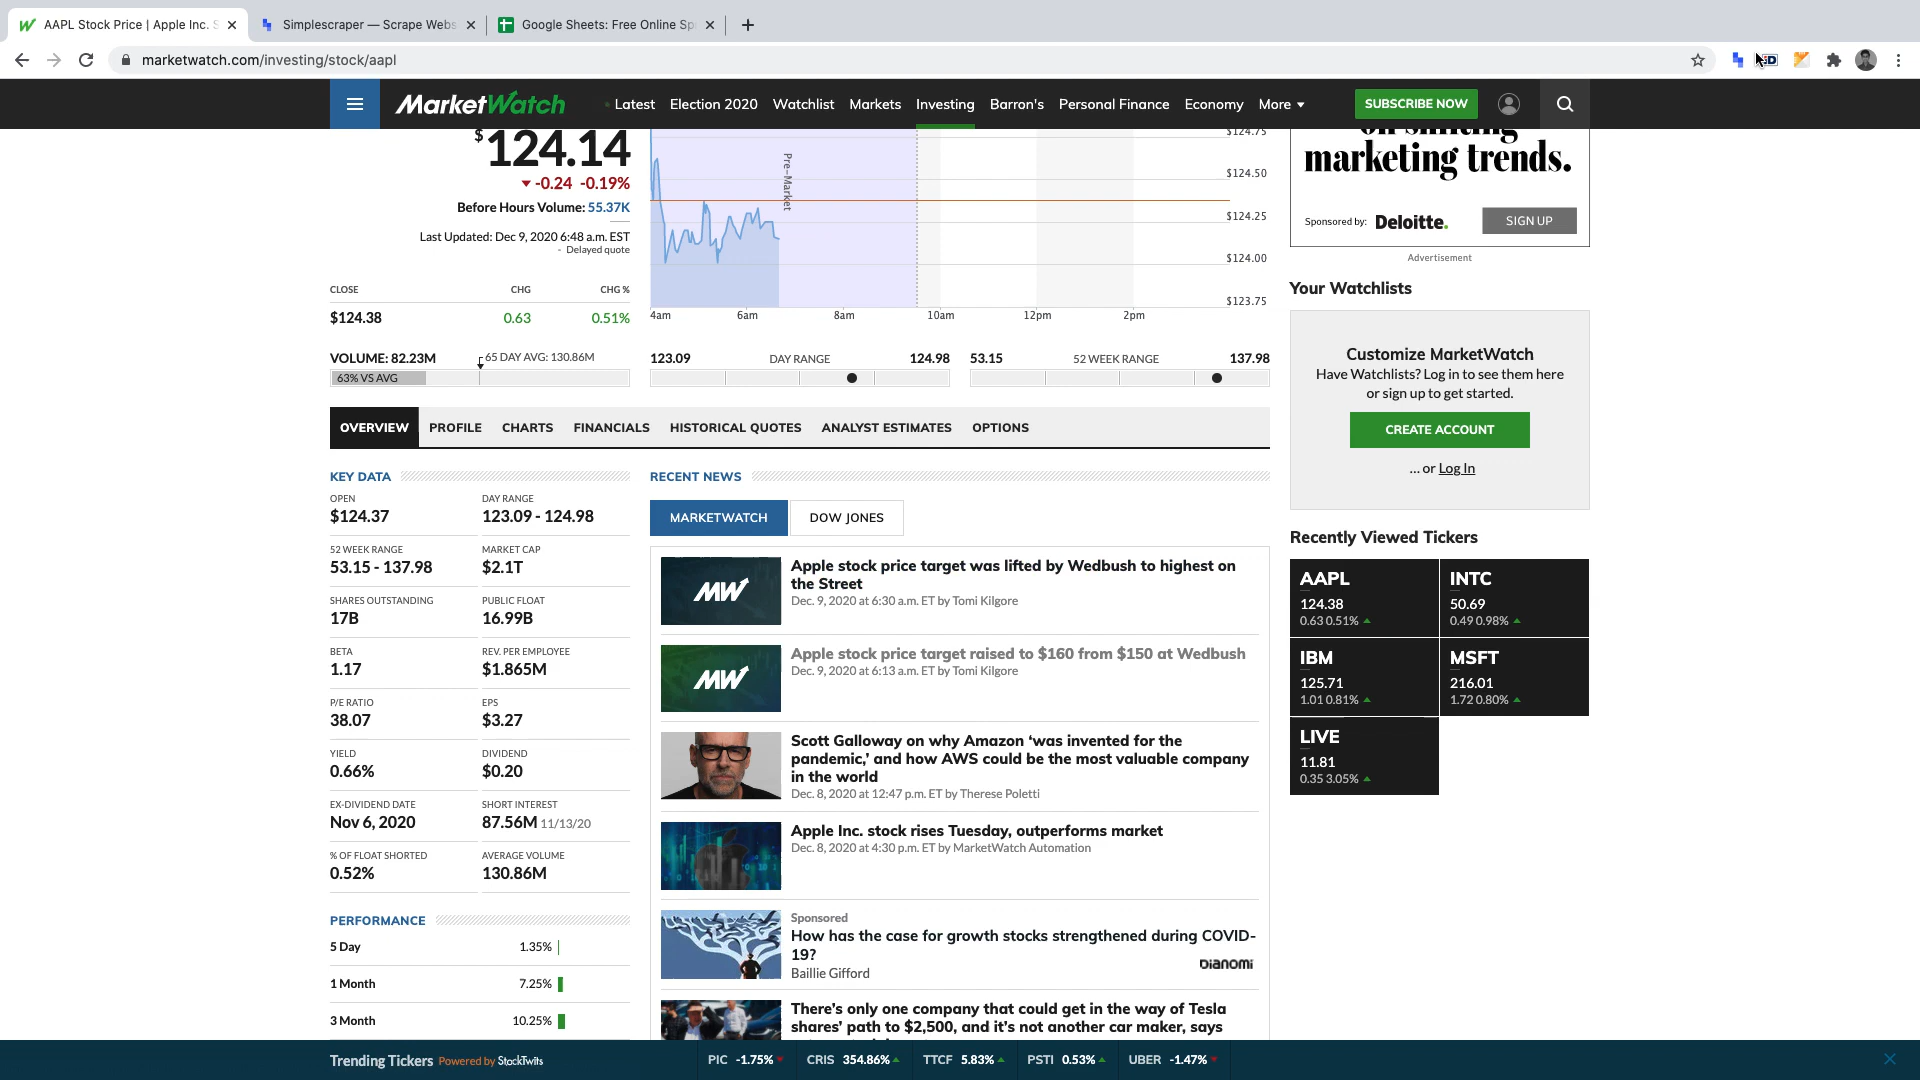 AAPL Stock Price | Apple Inc. S
Simplescraper — Scrape Webs
Google Sheets: Free Online Sp
marketwatch.com/investing/stock/aapl
MarketWatch
Latest Election 2020 Watchlist Markets Investing Barron's Personal Finance Economy More
SUBSCRIBE NOW
$124.14
-0.24 -0.19%
Before Hours Volume: 55.37K
Last Updated: Dec 9, 2020 6:48 a.m. EST
- Delayed quote
CLOSE CHG CHG %
$124.38 0.63 0.51%
Pre-Market
$124.75
$124.50
$124.25
$124.00
$123.75
4am 6am 8am 10am 12pm 2pm
VOLUME: 82.23M
65 DAY AVG: 130.86M
63% VS AVG
123.09 DAY RANGE 124.98
53.15 52 WEEK RANGE 137.98
marketing trends.
Sponsored by: Deloitte.
SIGN UP
Advertisement
Your Watchlists
Customize MarketWatch
Have Watchlists? Log in to see them here
or sign up to get started.
CREATE ACCOUNT
... or Log In
OVERVIEW PROFILE CHARTS FINANCIALS HISTORICAL QUOTES ANALYST ESTIMATES OPTIONS
KEY DATA
OPEN
$124.37
DAY RANGE
123.09 - 124.98
52 WEEK RANGE
53.15 - 137.98
MARKET CAP
$2.1T
SHARES OUTSTANDING
17B
PUBLIC FLOAT
16.99B
BETA
1.17
REV. PER EMPLOYEE
$1.865M
P/E RATIO
38.07
EPS
$3.27
YIELD
0.66%
DIVIDEND
$0.20
EX-DIVIDEND DATE
Nov 6, 2020
SHORT INTEREST
87.56M 11/13/20
% OF FLOAT SHORTED
0.52%
AVERAGE VOLUME
130.86M
PERFORMANCE
5 Day 1.35%
1 Month 7.25%
3 Month 10.25%
RECENT NEWS
MARKETWATCH
DOW JONES
MW
Apple stock price target was lifted by Wedbush to highest on
the Street
Dec. 9, 2020 at 6:30 a.m. ET by Tomi Kilgore
MW
Apple stock price target raised to $160 from $150 at Wedbush
Dec. 9, 2020 at 6:13 a.m. ET by Tomi Kilgore
Scott Galloway on why Amazon ‘was invented for the
pandemic,’ and how AWS could be the most valuable company
in the world
Dec. 8, 2020 at 12:47 p.m. ET by Therese Poletti
Apple Inc. stock rises Tuesday, outperforms market
Dec. 8, 2020 at 4:30 p.m. ET by MarketWatch Automation
Sponsored
How has the case for growth stocks strengthened during COVID-
19?
Baillie Gifford
DIANOMI
There’s only one company that could get in the way of Tesla
shares’ path to $2,500, and it’s not another car maker, says
Recently Viewed Tickers
AAPL
124.38
0.63 0.51%
INTC
50.69
0.49 0.98%
IBM
125.71
1.01 0.81%
MSFT
216.01
1.72 0.80%
LIVE
11.81
0.35 3.05%
Trending Tickers Powered by StockTwits
PIC -1.75%
CRIS 354.86%
TTCF 5.83%
PSTI 0.53%
UBER -1.47%